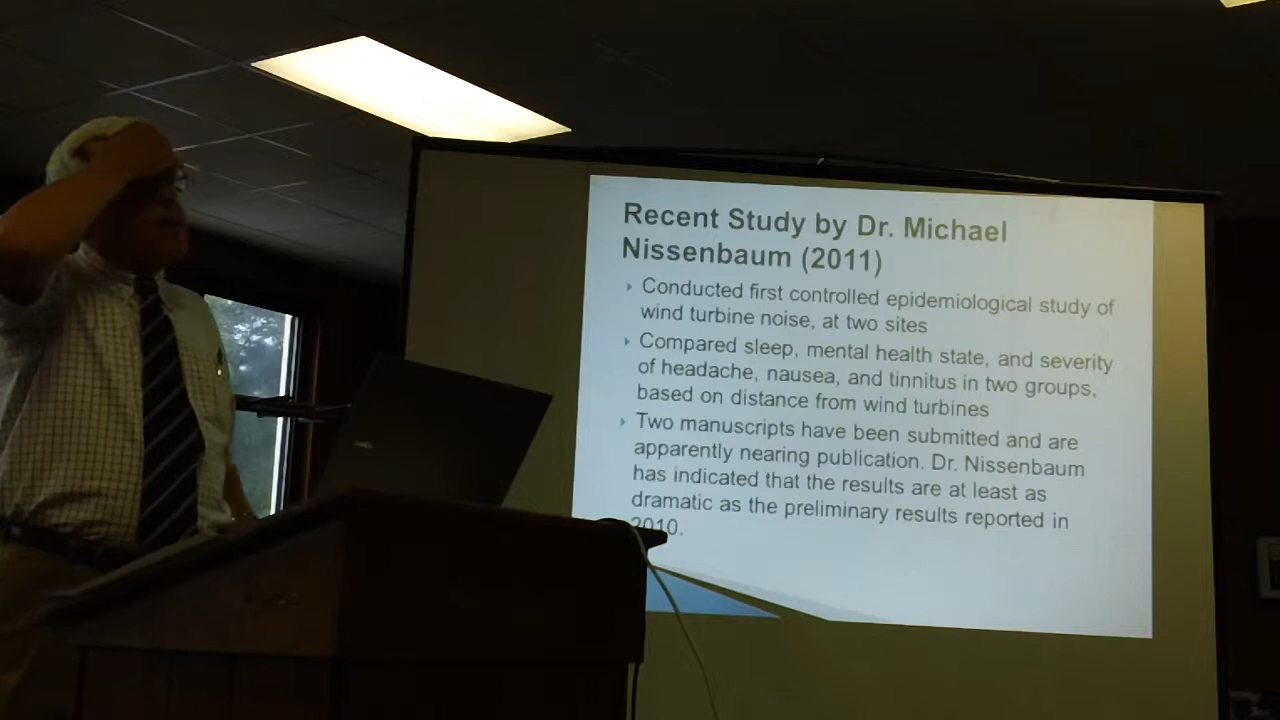 Recent Study by Dr. Michael
Nissenbaum (2011)
Conducted first controlled epidemiological study of
wind turbine noise, at two sites
Compared sleep, mental health state, and severity
of headache, nausea, and tinnitus in two groups,
based on distance from wind turbines
Two manuscripts have been submitted and are
apparently nearing publication. Dr. Nissenbaum
has indicated that the results are at least as
dramatic as the preliminary results reported in
2010.